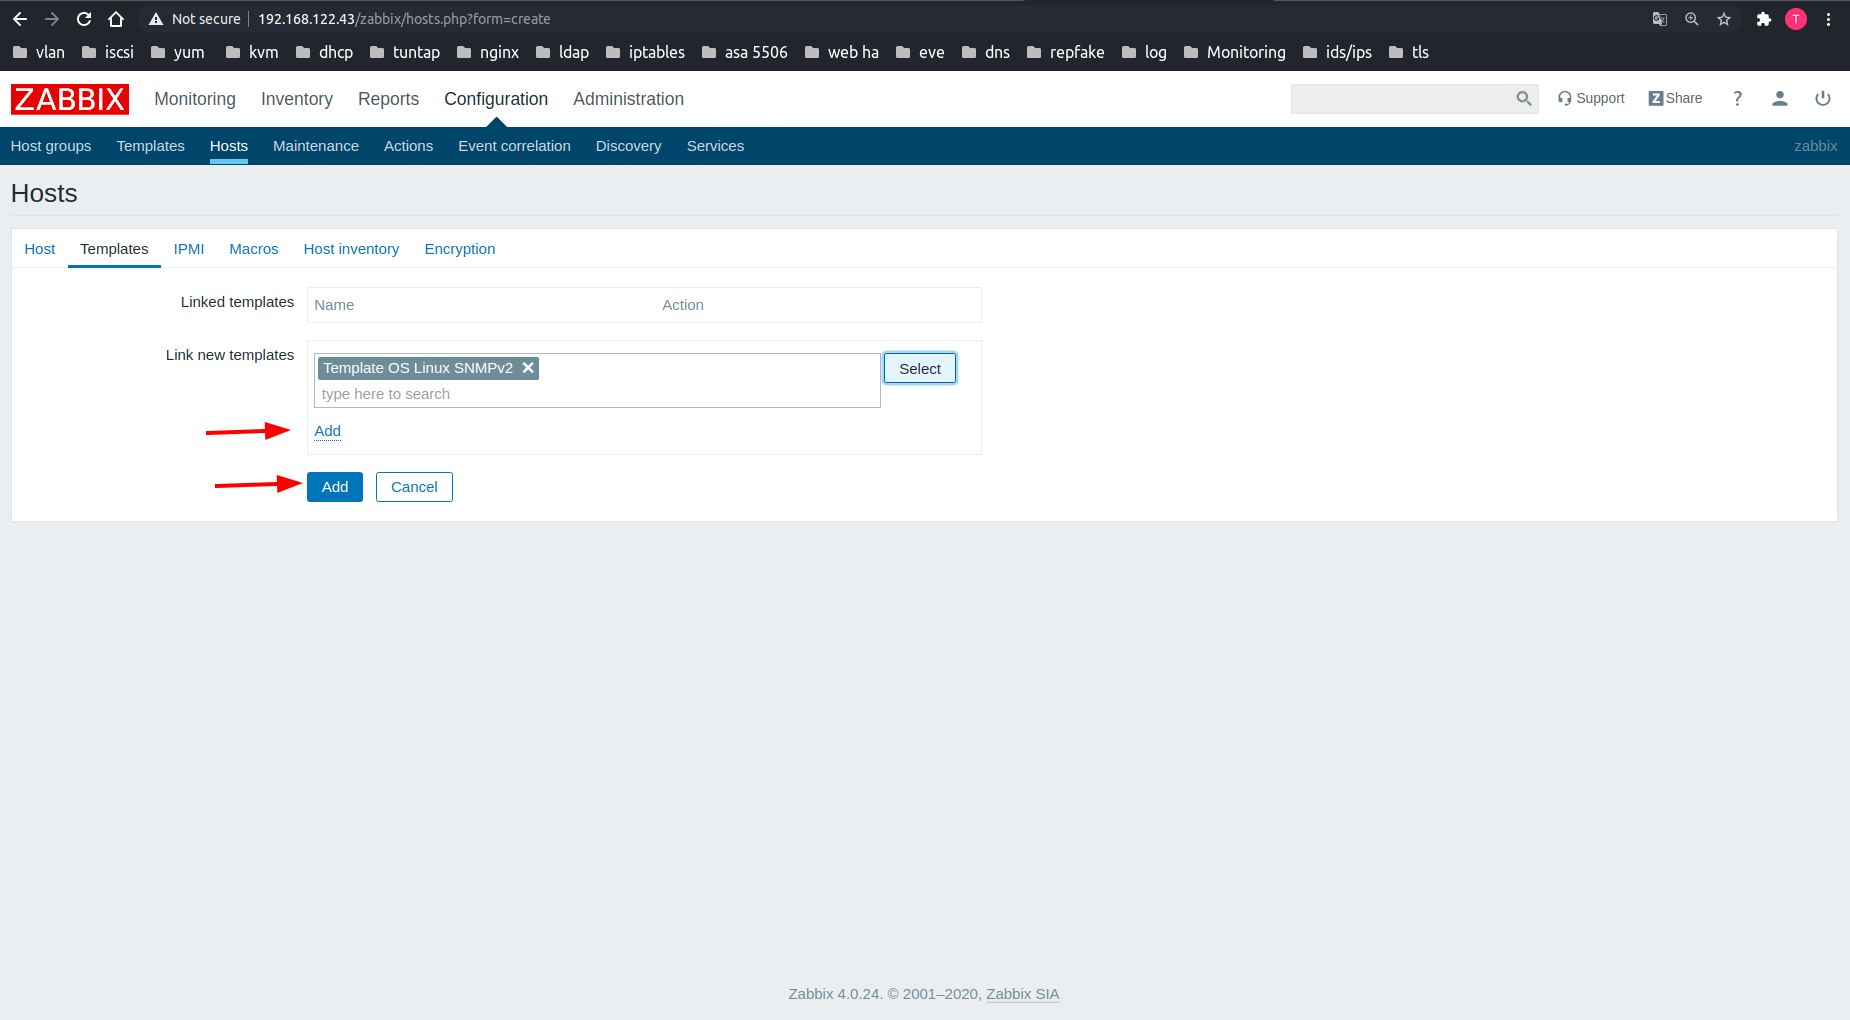 Not secure 192.168.122.43/zabbix/hosts.php?form=create T
vlan iscsi yum kvm dhcp tuntap nginx ldap iptables asa 5506 web ha eve dns repfake log Monitoring ids/ips tls
ZABBIX Monitoring Inventory Reports Configuration Administration Support Z Share ?
Host groups Templates Hosts Maintenance Actions Event correlation Discovery Services zabbix
Hosts
Host Templates IPMI Macros Host inventory Encryption
Linked templates Name Action
Link new templates Template OS Linux SNMPv2 Select
type here to search
Add
Add Cancel
Zabbix 4.0.24. © 2001–2020, Zabbix SIA